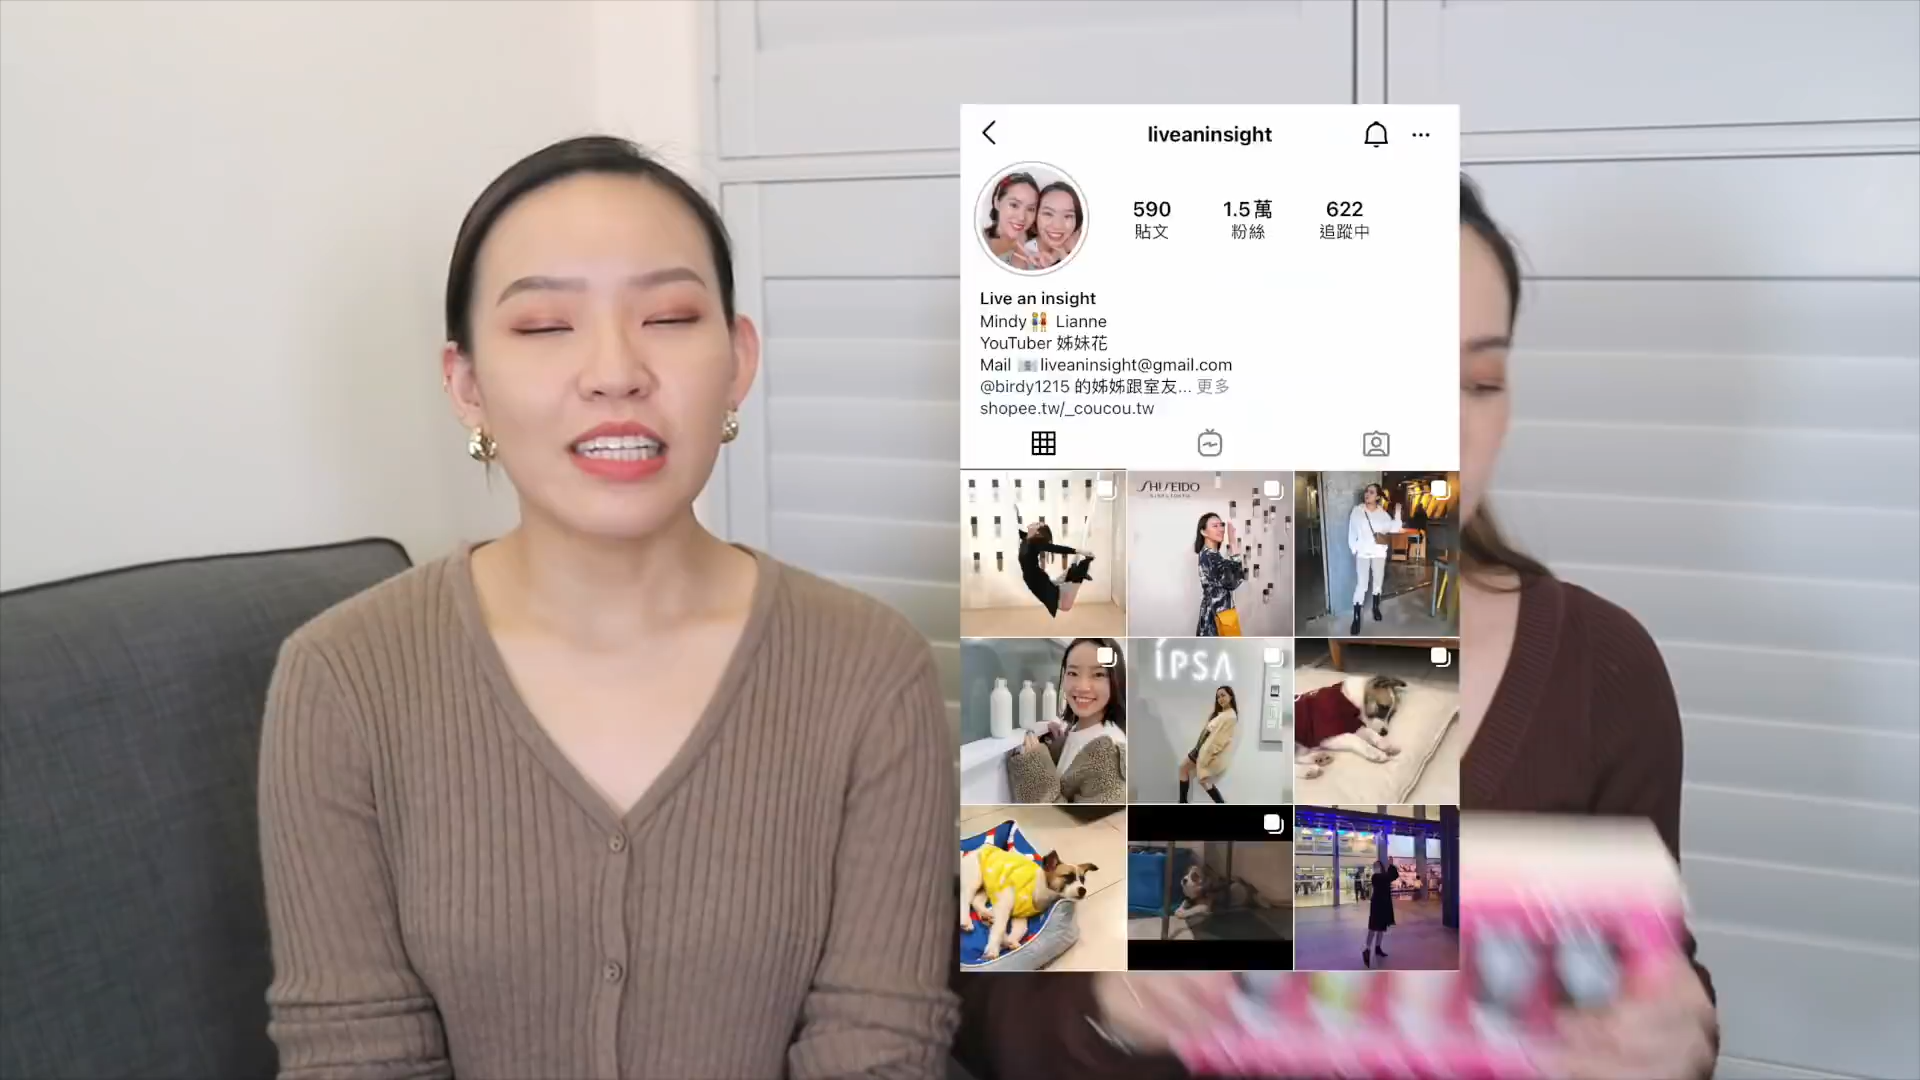 liveaninsight
590
1.5萬
622
貼文
粉絲
追蹤中
Live an insight
Mindy👭 Lianne
YouTuber 姊妹花
Mail 📧liveaninsight@gmail.com
@birdy1215 的姊姊跟室友... 更多
shopee.tw/_coucou.tw
SHISEIDO
IPSA